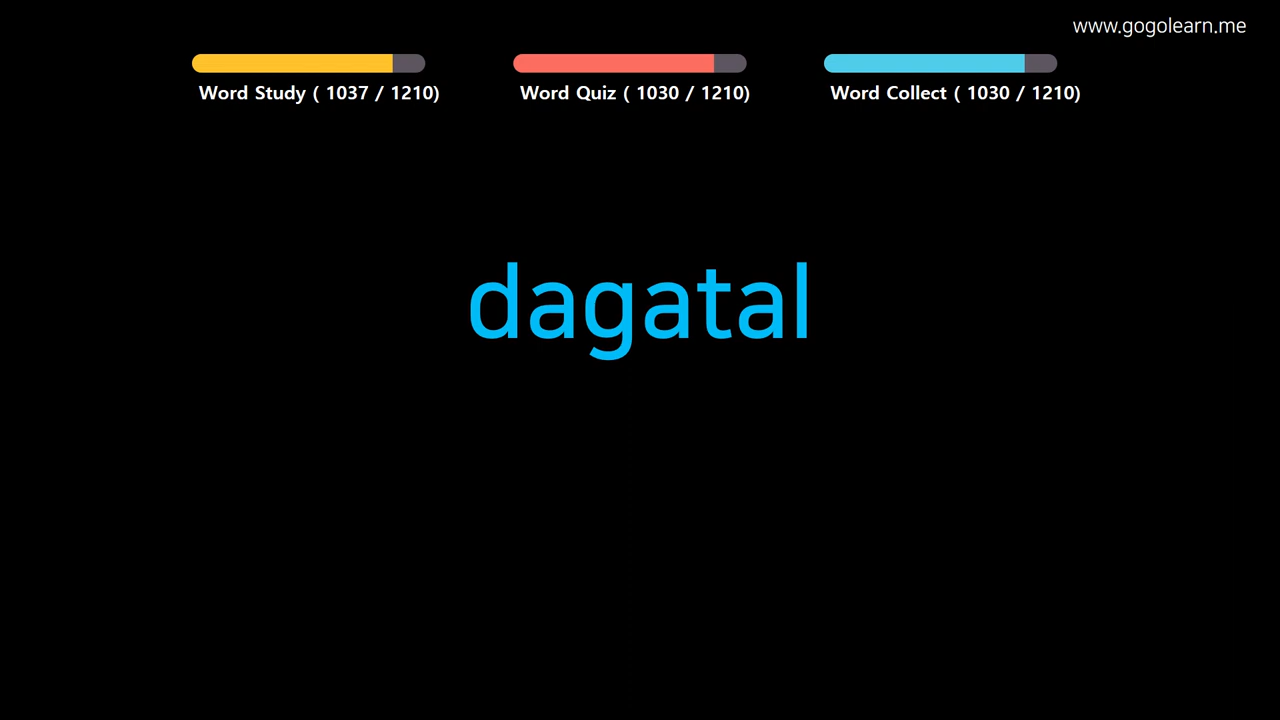 www.gogolearn.me
Word Study ( 1037 / 1210)
Word Quiz ( 1030 / 1210)
Word Collect ( 1030 / 1210)
dagatal